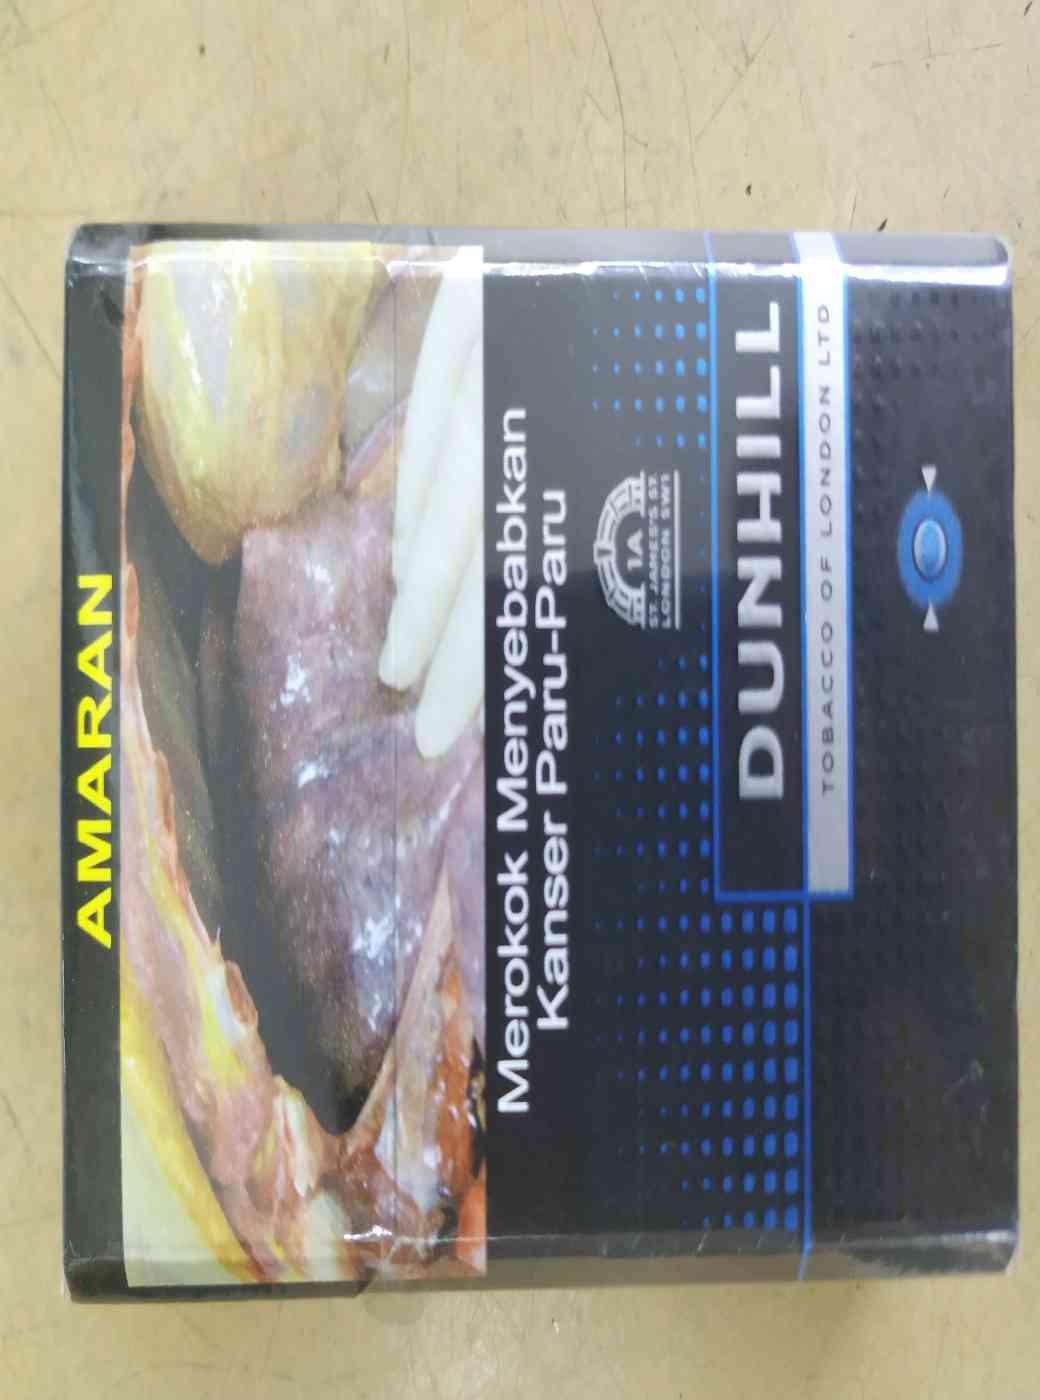 AMARAN
Merokok Menyebabkan
Kanser Paru-Paru
1A
ST. JAMES'S ST.
LONDON SW1
DUNHILL
TOBACCO OF LONDON LTD